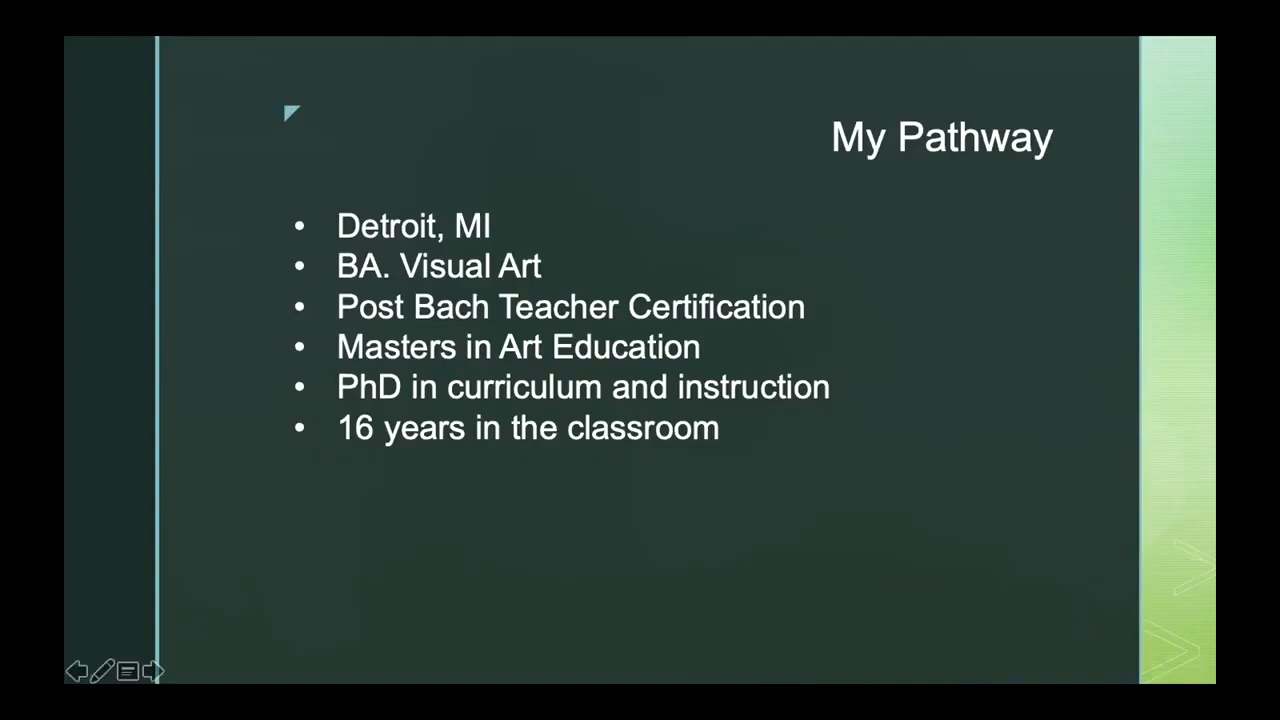 My Pathway
• Detroit, MI
• BA. Visual Art
• Post Bach Teacher Certification
• Masters in Art Education
• PhD in curriculum and instruction
• 16 years in the classroom